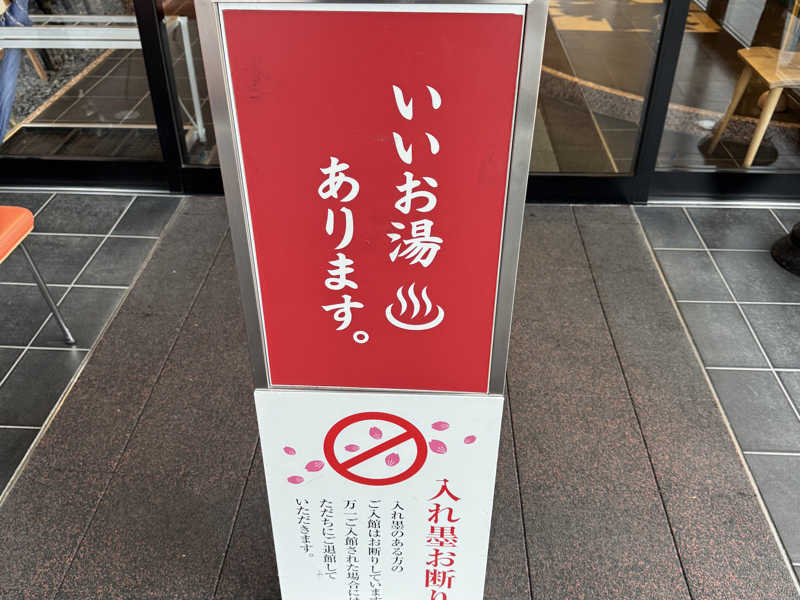 いいお湯♨
あります。
入れ墨お断り
入れ墨のある方の
ご入館はお断りしています
万一ご入館された場合には
ただちにご退館して
いただきます。